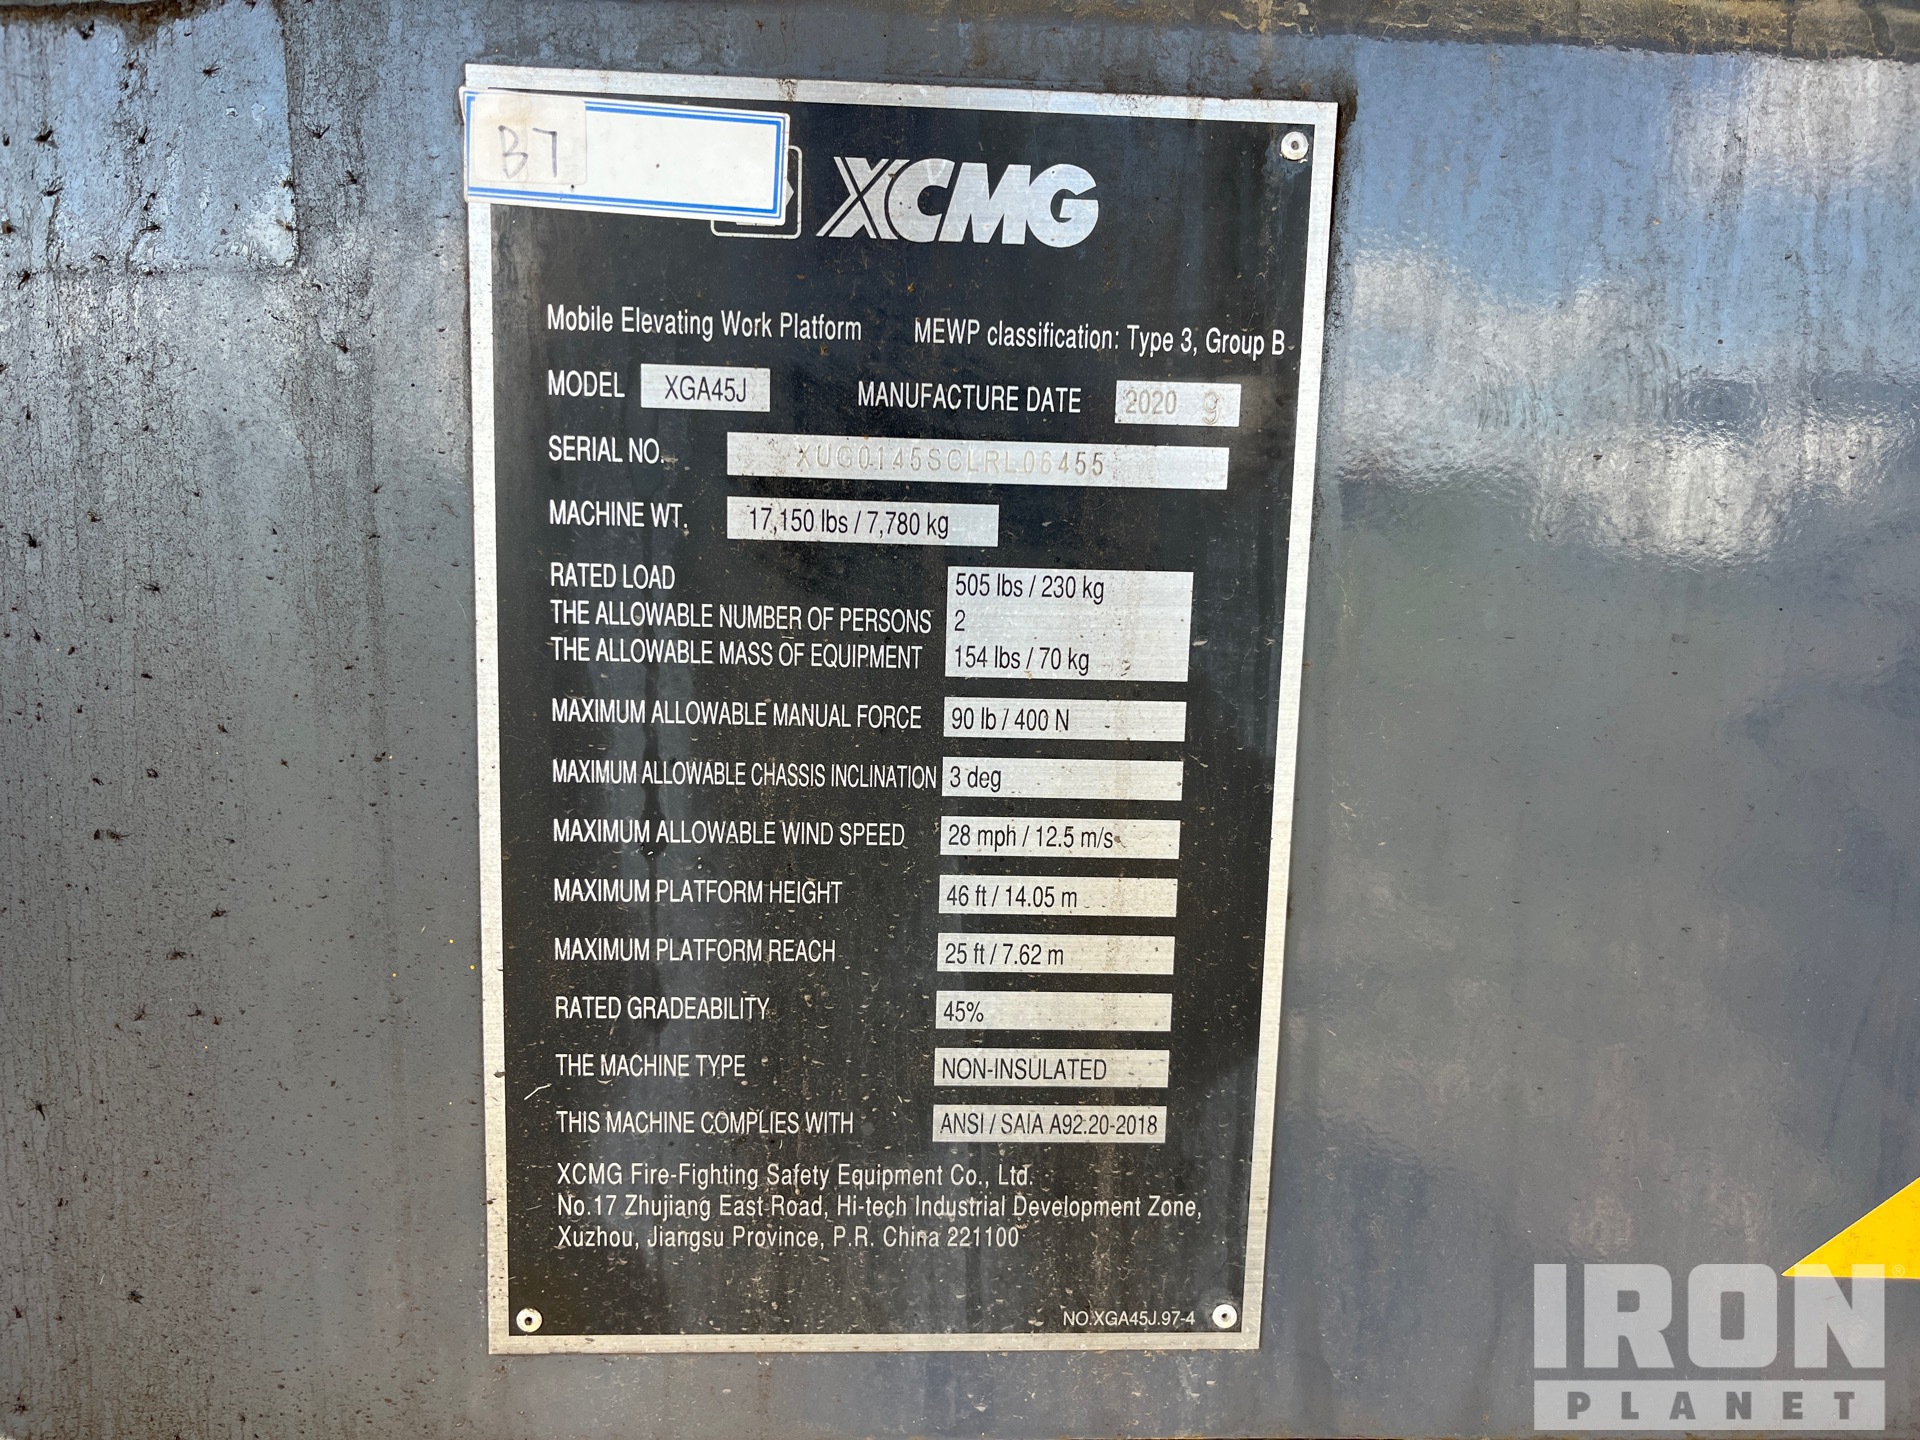 B7
XCMG
Mobile Elevating Work Platform MEWP classification: Type 3, Group B
MODEL XGA45J MANUFACTURE DATE 2020 9
SERIAL NO. XUG0145SCLRL06455
MACHINE WT. 17,150 lbs / 7,780 kg
RATED LOAD 505 lbs / 230 kg
THE ALLOWABLE NUMBER OF PERSONS 2
THE ALLOWABLE MASS OF EQUIPMENT 154 lbs / 70 kg
MAXIMUM ALLOWABLE MANUAL FORCE 90 lb / 400 N
MAXIMUM ALLOWABLE CHASSIS INCLINATION 3 deg
MAXIMUM ALLOWABLE WIND SPEED 28 mph / 12.5 m/s
MAXIMUM PLATFORM HEIGHT 46 ft / 14.05 m
MAXIMUM PLATFORM REACH 25 ft / 7.62 m
RATED GRADEABILITY 45%
THE MACHINE TYPE NON-INSULATED
THIS MACHINE COMPLIES WITH ANSI / SAIA A92.20-2018
XCMG Fire-Fighting Safety Equipment Co., Ltd.
No.17 Zhujiang East Road, Hi-tech Industrial Development Zone,
Xuzhou, Jiangsu Province, P.R. China 221100
NO.XGA45J.97-4
IRON®
PLANET